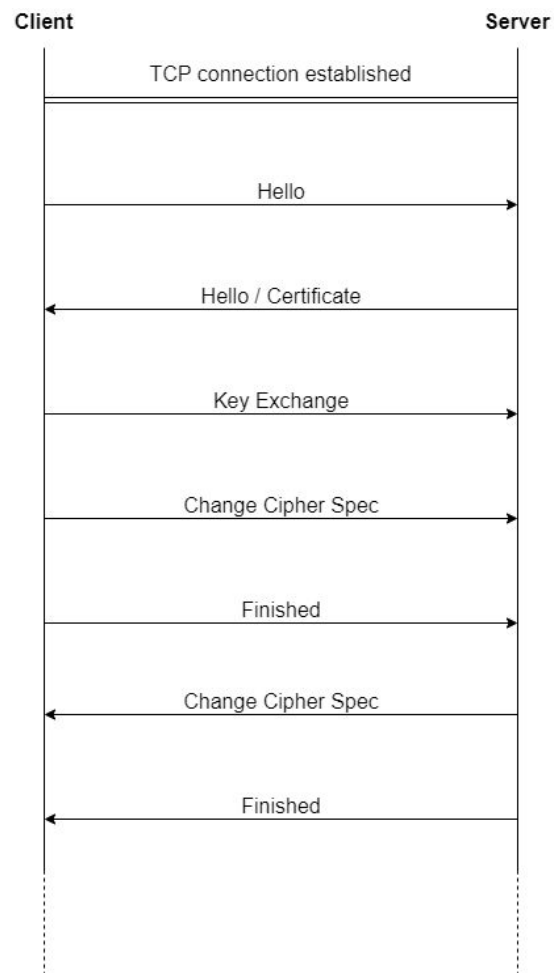 Client Server
TCP connection established
Hello
Hello / Certificate
Key Exchange
Change Cipher Spec
Finished
Change Cipher Spec
Finished